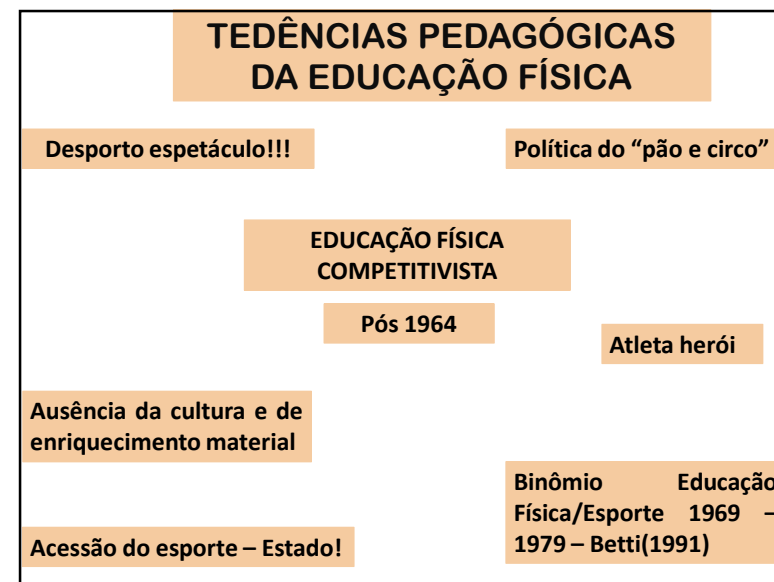 TEDÊNCIAS PEDAGÓGICAS
DA EDUCAÇÃO FÍSICA
Desporto espetáculo!!!
Política do “pão e circo”
EDUCAÇÃO FÍSICA
COMPETITIVISTA
Pós 1964
Atleta herói
Ausência da cultura e de
enriquecimento material
Binômio Educação
Física/Esporte 1969 –
1979 – Betti(1991)
Acessão do esporte – Estado!